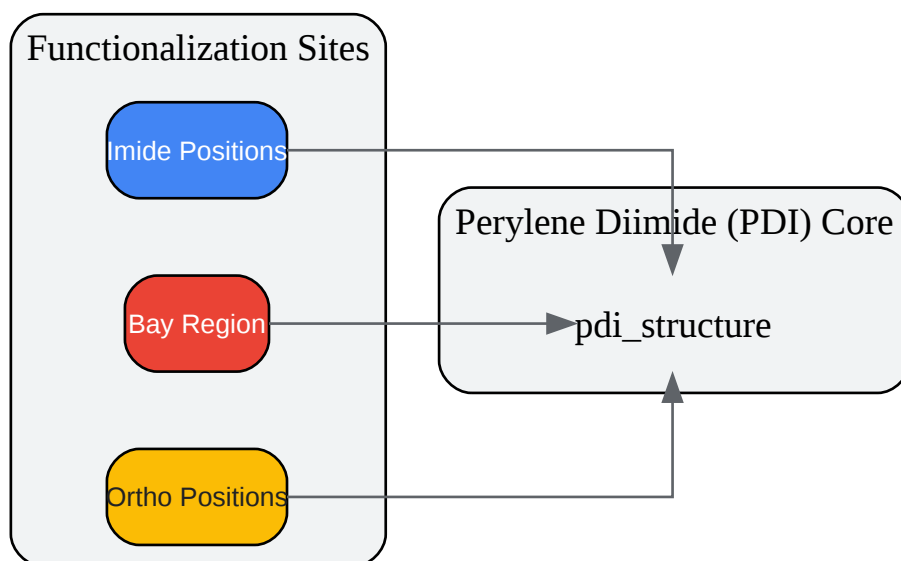 Functionalization Sites
Imide Positions
Perylene Diimide (PDI) Core
Bay Region
pdi_structure
Ortho Positions